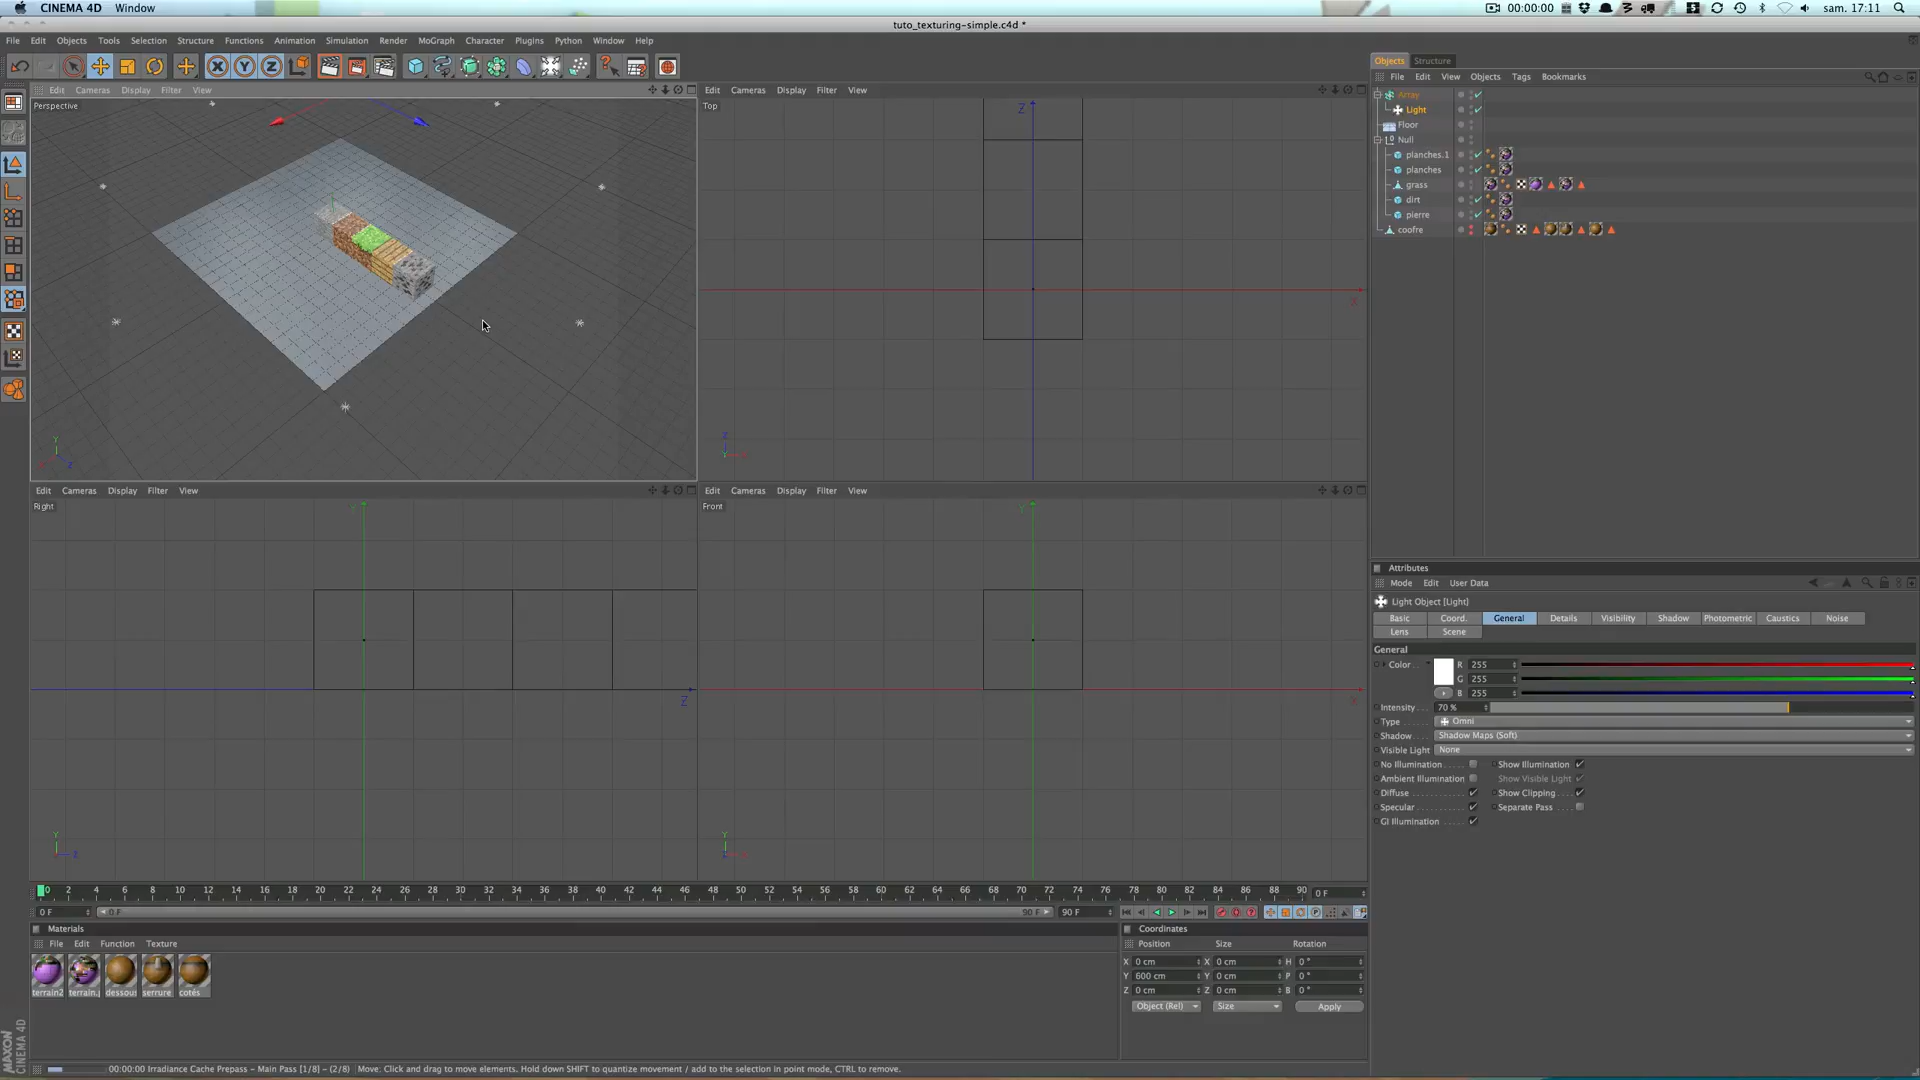 CINEMA 4D Window 00:00:00 sam. 17:11
tuto_texturing-simple.c4d *
File Edit Objects Tools Selection Structure Functions Animation Simulation Render MoGraph Character Plugins Python Window Help
X Y Z
Objects Structure
File Edit View Objects Tags Bookmarks
Edit Cameras Display Filter View
Perspective
Edit Cameras Display Filter View
Top
Z
X
Array
Light
Floor
Null
planches.1
planches
grass
dirt
pierre
coofre
Edit Cameras Display Filter View
Right
Y
Z
Edit Cameras Display Filter View
Front
Y
X
Attributes
Mode Edit User Data
Light Object [Light]
Basic Coord. General Details Visibility Shadow Photometric Caustics Noise
Lens Scene
General
Color . . R 255
G 255
B 255
Intensity . . . 70 %
Type . . . . . . Omni
Shadow . . . . Shadow Maps (Soft)
Visible Light None
No Illumination . . . . . Show Illumination
Ambient Illumination Show Visible Light
Diffuse . . . . . . . . . . . Show Clipping . .
Specular . . . . . . . . . . Separate Pass . .
GI Illumination . . . . .
0 2 4 6 8 10 12 14 16 18 20 22 24 26 28 30 32 34 36 38 40 42 44 46 48 50 52 54 56 58 60 62 64 66 68 70 72 74 76 78 80 82 84 86 88 90 0 F
0 F 0 F 90 F 90 F
Materials
File Edit Function Texture
terrain2 terrain.j dessous serrure cotés
Coordinates
Position Size Rotation
X 0 cm X 0 cm H 0 °
Y 600 cm Y 0 cm P 0 °
Z 0 cm Z 0 cm B 0 °
Object (Rel) Size Apply
MAXON
CINEMA 4D
00:00:00 Irradiance Cache Prepass - Main Pass [1/8] - (2/8) Move: Click and drag to move elements. Hold down SHIFT to quantize movement / add to the selection in point mode, CTRL to remove.